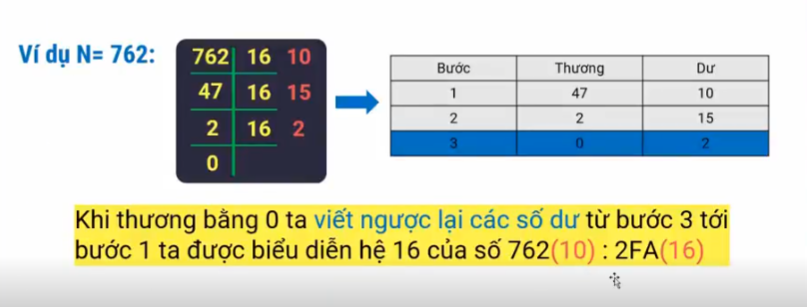 Ví dụ N= 762:
762 16 10
47 16 15
2 16 2
0
Bước Thương Dư
1 47 10
2 2 15
3 0 2
Khi thương bằng 0 ta viết ngược lại các số dư từ bước 3 tới
bước 1 ta được biểu diễn hệ 16 của số 762(10) : 2FA(16)